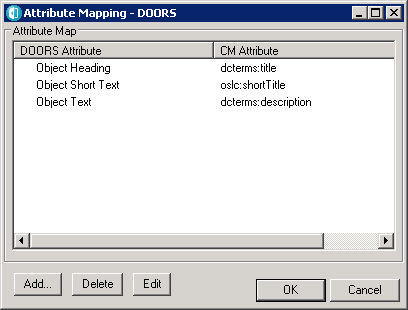 Attribute Mapping - DOORS
Attribute Map
DOORS Attribute CM Attribute
Object Heading dcterms:title
Object Short Text oslc:shortTitle
Object Text dcterms:description
Add... Delete Edit OK Cancel